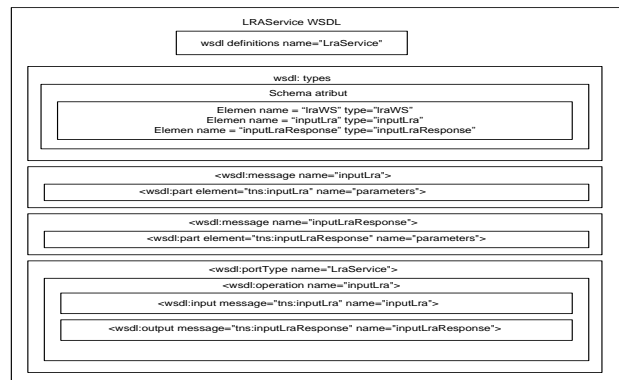 LRAService WSDL
wsdl definitions name="LraService"
wsdl: types
Schema atribut
Elemen name = "lraWS" type="lraWS"
Elemen name = "inputLra" type="inputLra"
Elemen name = "inputLraResponse" type="inputLraResponse"
<wsdl:message name="inputLra">
<wsdl:part element="tns:inputLra" name="parameters">
<wsdl:message name="inputLraResponse">
<wsdl:part element="tns:inputLraResponse" name="parameters">
<wsdl:portType name="LraService">
<wsdl:operation name="inputLra">
<wsdl:input message="tns:inputLra" name="inputLra">
<wsdl:output message="tns:inputLraResponse" name="inputLraResponse">